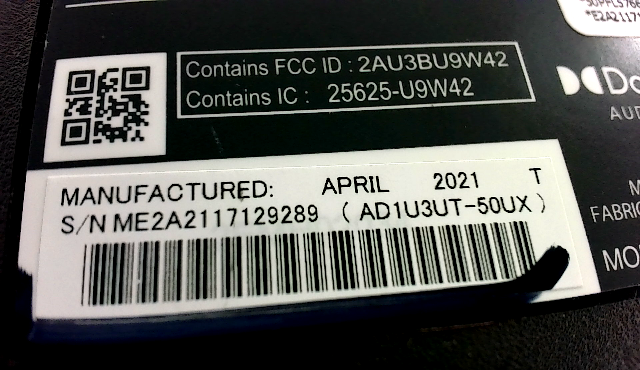 Contains FCC ID : 2AU3BU9W42
Contains IC : 25625-U9W42
MANUFACTURED: APRIL 2021 T
S/N ME2A2117129289 ( AD1U3UT-50UX )